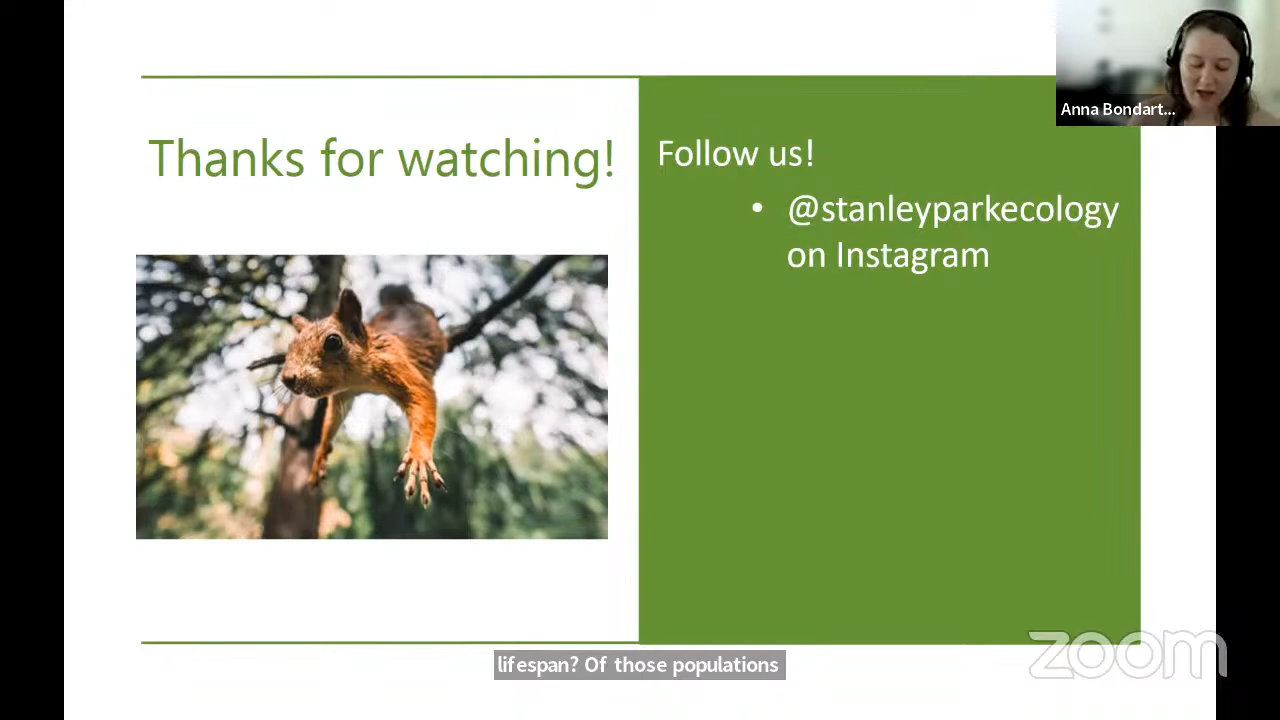 Thanks for watching!
Follow us!
• @stanleyparkecology
on Instagram
Anna Bondart...
lifespan? Of those populations
zoom